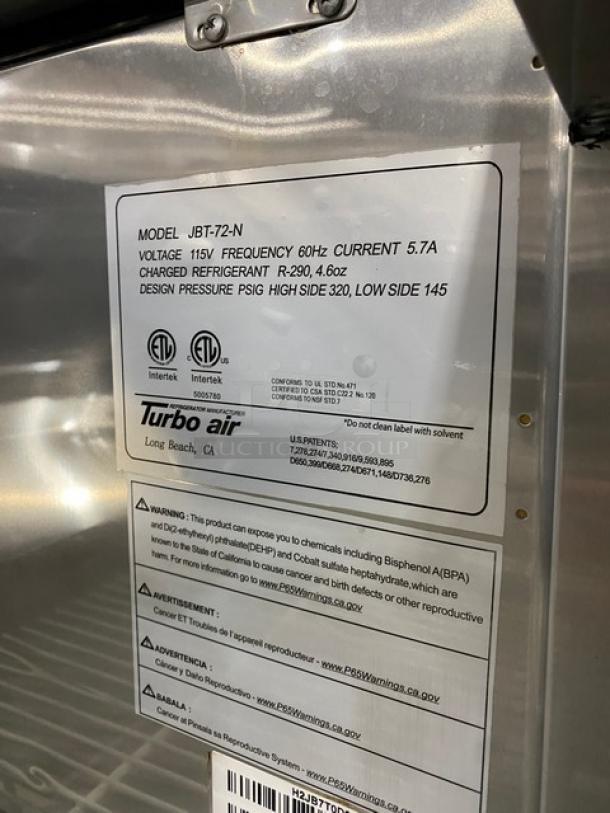 MODEL JBT-72-N
VOLTAGE 115V FREQUENCY 60Hz CURRENT 5.7A
CHARGED REFRIGERANT R-290, 4.6oz
DESIGN PRESSURE PSIG HIGH SIDE 320, LOW SIDE 145
ETL
Intertek
C ETL US
Intertek
5005780
CONFORMS TO UL STD.No.471
CERTIFIED TO CSA STD.C22.2 No.120
CONFORMS TO NSF STD.7
REFRIGERATOR MANUFACTURER
Turbo air
Long Beach, CA
*Do not clean label with solvent
U.S.PATENTS;
7,276,274/7,340,916/9,593,895
D650,399/D668,274/D671,148/D736,276
AUCTION GROUP
WARNING : This product can expose you to chemicals including Bisphenol A(BPA)
and Di(2-ethylhexyl) phthalate(DEHP) and Cobalt sulfate heptahydrate,which are
known to the State of California to cause cancer and birth defects or other reproductive
harm. For more information go to www.P65Warnings.ca.gov
AVERTISSEMENT :
Cancer ET Troubles de l'appareil reproducteur - www.P65Warnings.ca.gov
ADVERTENCIA :
Cáncer y Daño Reproductivo - www.P65Warnings.ca.gov
BABALA :
Cancer at Pinsala sa Reproductive System - www.P65Warnings.ca.gov
H2JB7T0D